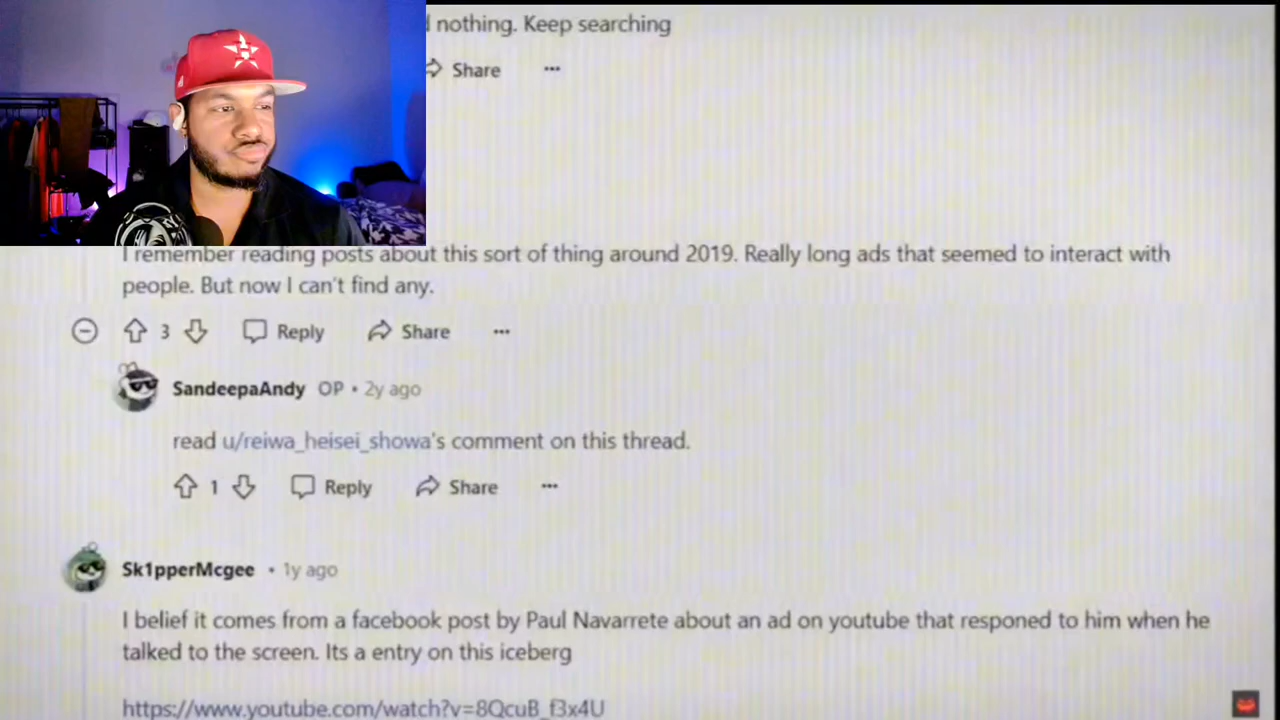 nothing. Keep searching
Share
I remember reading posts about this sort of thing around 2019. Really long ads that seemed to interact with
people. But now I can't find any.
3 Reply Share
SandeepaAndy OP • 2y ago
read u/reiwa_heisei_showa's comment on this thread.
1 Reply Share
Sk1pperMcgee • 1y ago
I belief it comes from a facebook post by Paul Navarrete about an ad on youtube that responed to him when he
talked to the screen. Its a entry on this iceberg
https://www.youtube.com/watch?v=8QcuB_f3x4U